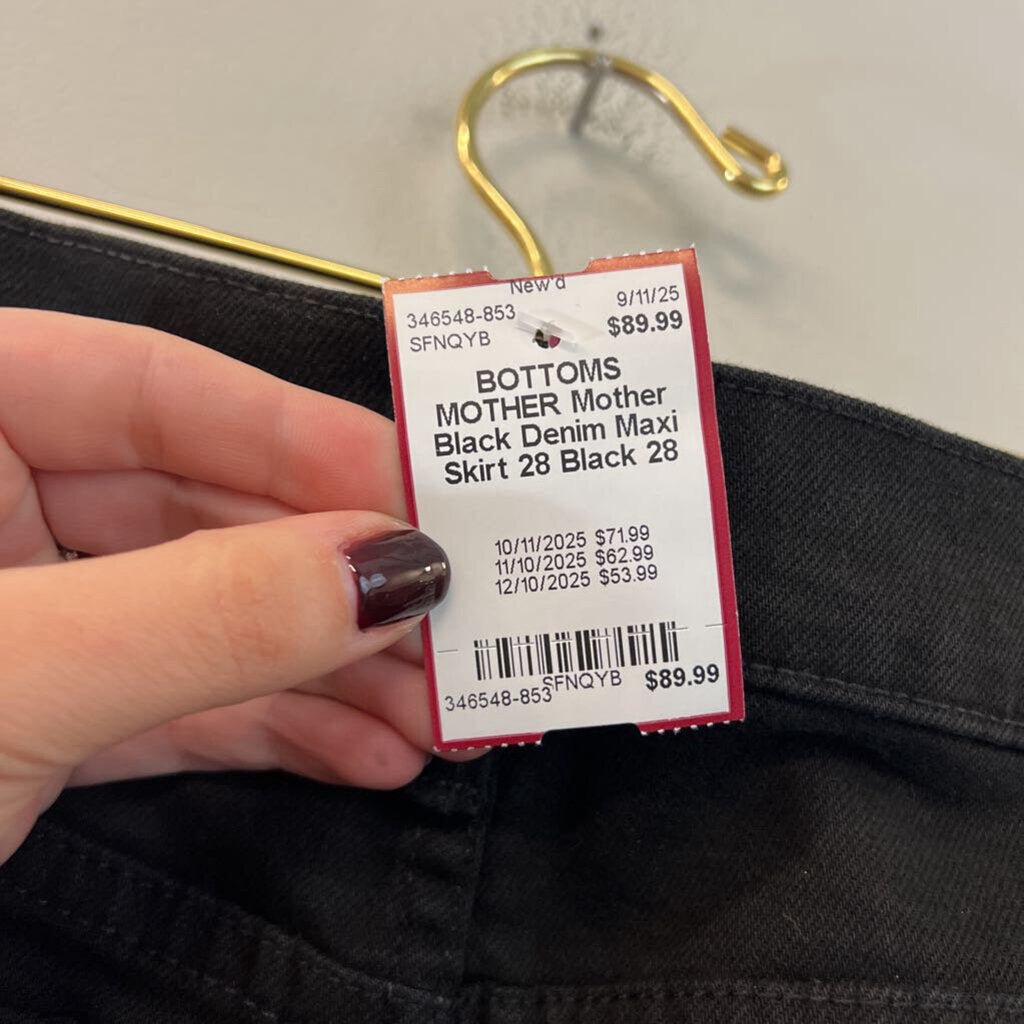 New'd
346548-853 9/11/25
SFNQYB $89.99
BOTTOMS
MOTHER Mother
Black Denim Maxi
Skirt 28 Black 28
10/11/2025 $71.99
11/10/2025 $62.99
12/10/2025 $53.99
346548-853 SFNQYB $89.99